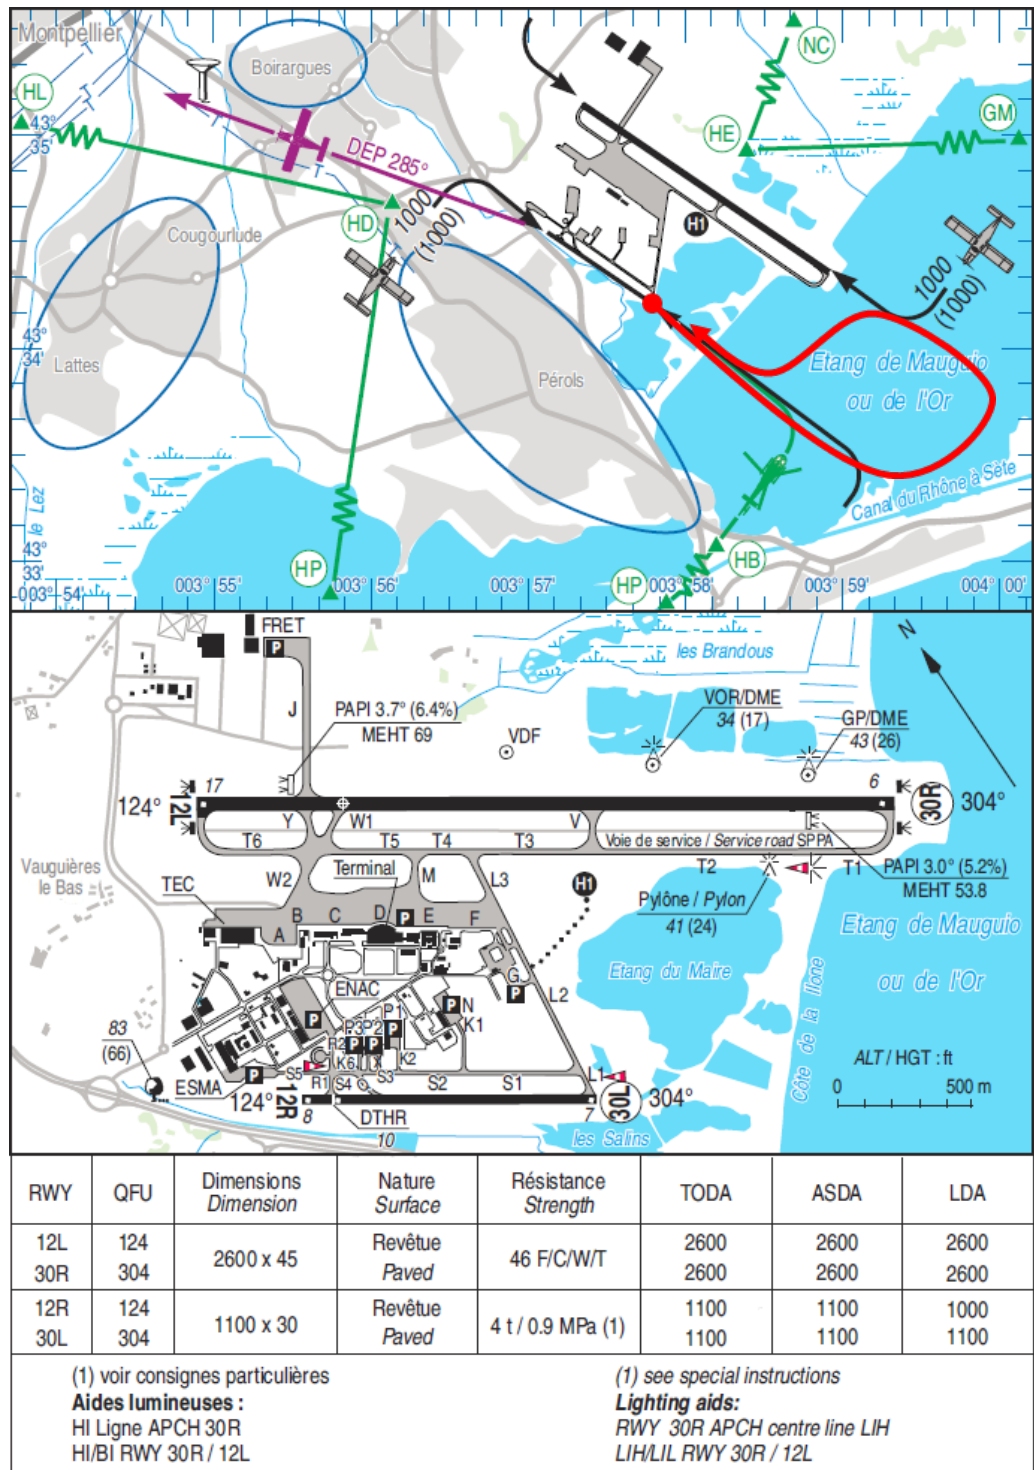 Montpellier
Boirargues
NC
HL
43°
35'
HE
GM
DEP 285°
1000
(1000)
HD
H1
Cougourlude
1000
(1000)
43°
34'
Lattes
Pérols
Etang de Mauguio
ou de l'Or
Canal du Rhône à Sète
le Lez
43°
33'
HP
HB
HP
003° 54'
003° 55'
003° 56'
003° 57'
003° 58'
003° 59'
004° 00'
FRET
P
J
PAPI 3.7° (6.4%)
MEHT 69
VDF
les Brandous
VOR/DME
34 (17)
GP/DME
43 (26)
N
17
6
124°
12L
30R
304°
Y
W1
V
T6
T5
T4
T3
Voie de service / Service road SPPA
T2
T1
PAPI 3.0° (5.2%)
MEHT 53.8
Vauguières
le Bas
W2
Terminal
M
L3
H1
Pylône / Pylon
41 (24)
TEC
B
C
D
P
E
F
A
Etang de Mauguio
ou de l'Or
Etang du Maire
ENAC
G
P
L2
P
N
K1
P1
P
P3
P2
P
R2
P
P
K6
X
K2
83
(66)
ESMA
P
S5
R1
S4
S3
S2
S1
L1
124°
12R
30L
304°
8
DTHR
7
10
les Salins
Côte de la Ilone
ALT / HGT : ft
0
500 m
RWY
QFU
Dimensions
Dimension
Nature
Surface
Résistance
Strength
TODA
ASDA
LDA
12L
30R
124
304
2600 x 45
Revêtue
Paved
46 F/C/W/T
2600
2600
2600
2600
2600
2600
12R
30L
124
304
1100 x 30
Revêtue
Paved
4 t / 0.9 MPa (1)
1100
1100
1100
1100
1000
1100
(1) voir consignes particulières
Aides lumineuses :
HI Ligne APCH 30R
HI/BI RWY 30R / 12L
(1) see special instructions
Lighting aids:
RWY 30R APCH centre line LIH
LIH/LIL RWY 30R / 12L